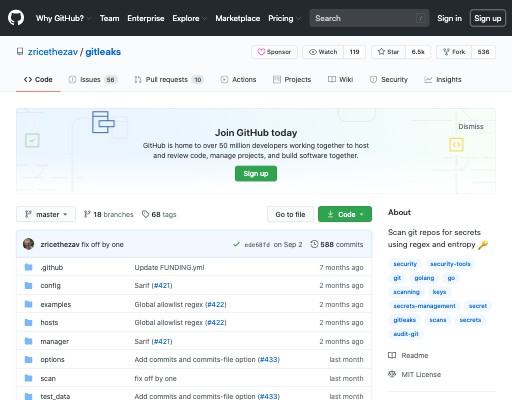 Why GitHub? Team Enterprise Explore Marketplace Pricing Search / Sign in Sign up
zricethezav / gitleaks Sponsor Watch 119 Star 6.5k Fork 536
Code Issues 56 Pull requests 10 Actions Projects Wiki Security Insights
Join GitHub today
Dismiss
GitHub is home to over 50 million developers working together to host
and review code, manage projects, and build software together.
Sign up
master 18 branches 68 tags Go to file Code
zricethezav fix off by one ede68fd on Sep 2 588 commits
.github Update FUNDING.yml 7 months ago
config Sarif (#421) 2 months ago
examples Global allowlist regex (#422) 2 months ago
hosts Global allowlist regex (#422) 2 months ago
manager Sarif (#421) 2 months ago
options Add commits and commits-file option (#433) last month
scan fix off by one last month
test_data Add commits and commits-file option (#433) last month
About
Scan git repos for secrets
using regex and entropy 🔑
security security-tools
git golang go
scanning keys
secrets-management secret
gitleaks scans secrets
audit-git
Readme
MIT License